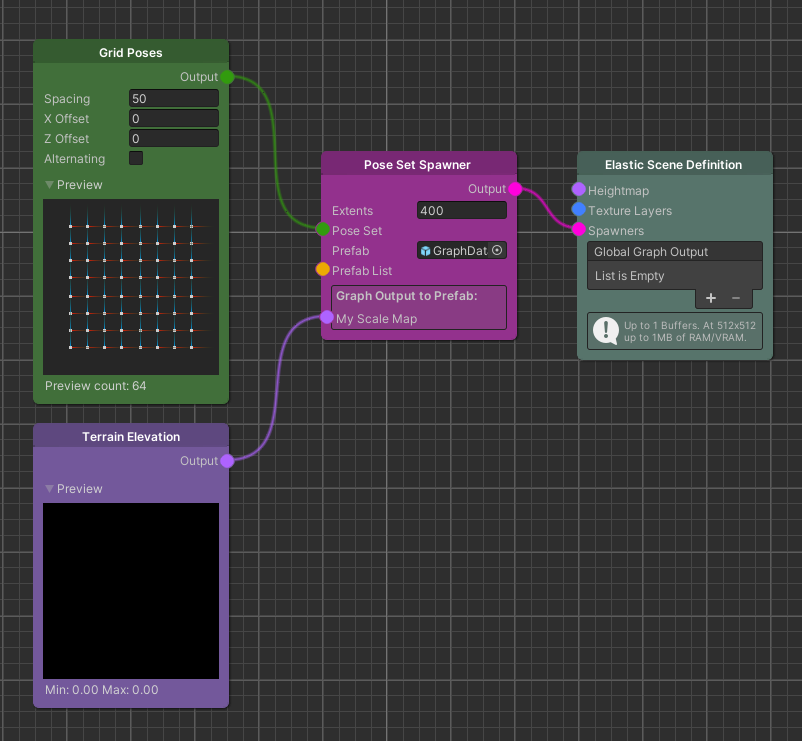 Grid Poses
Output
Spacing 50
X Offset 0
Z Offset 0
Alternating
Preview
Preview count: 64
Terrain Elevation
Output
Preview
Min: 0.00 Max: 0.00
Pose Set Spawner
Output
Extents 400
Pose Set
Prefab GraphDat
Prefab List
Graph Output to Prefab:
My Scale Map
Elastic Scene Definition
Heightmap
Texture Layers
Spawners
Global Graph Output
List is Empty
+ −
! Up to 1 Buffers. At 512x512
up to 1MB of RAM/VRAM.